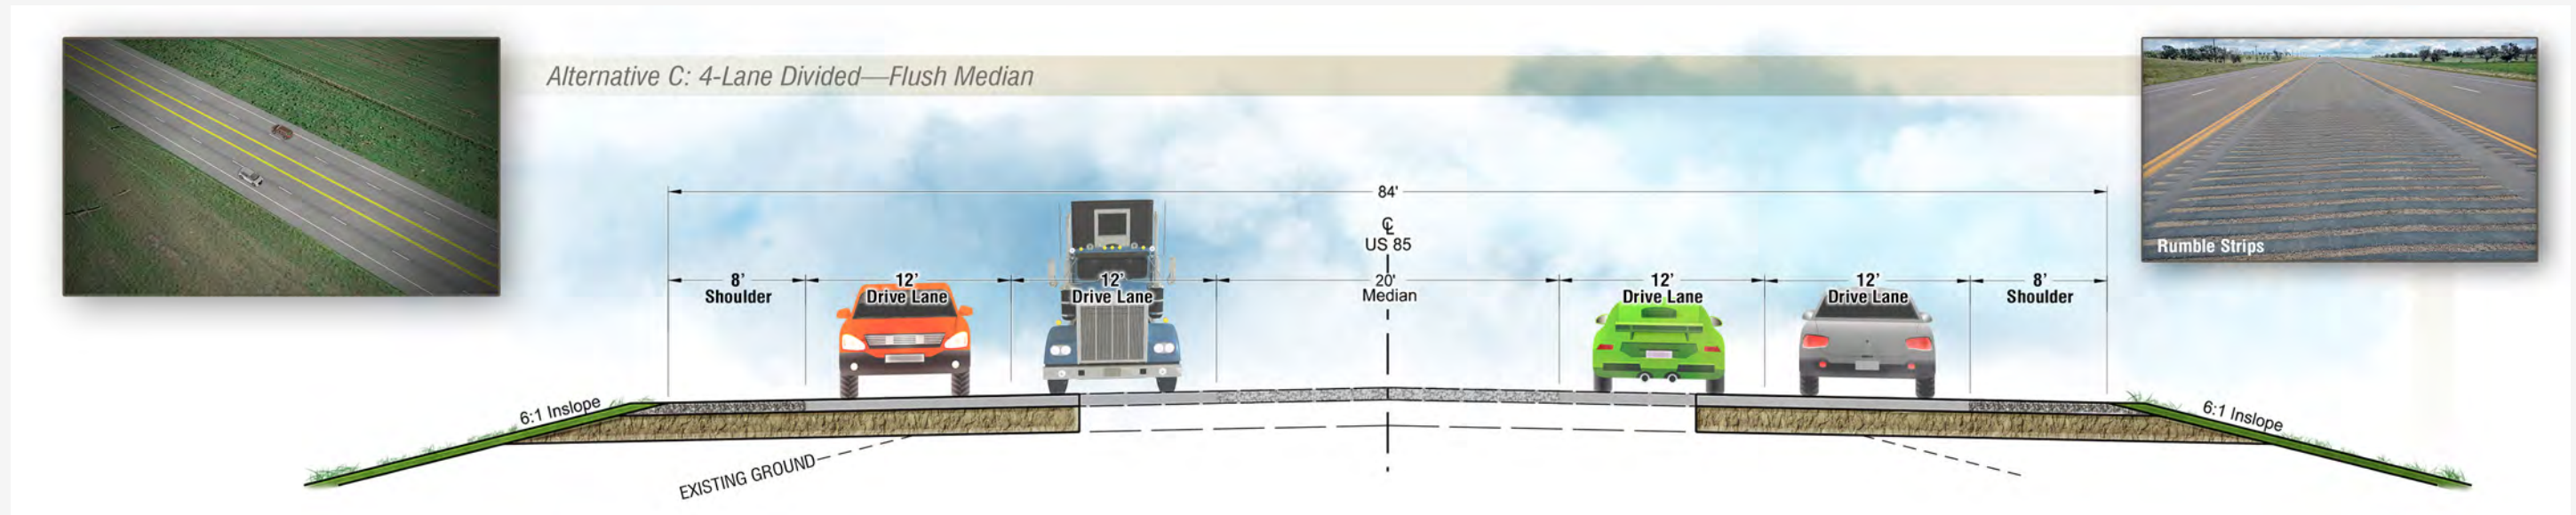 Alternative C: 4-Lane Divided—Flush Median
84'
℄
US 85
8'
Shoulder
12'
Drive Lane
12'
Drive Lane
20'
Median
12'
Drive Lane
12'
Drive Lane
8'
Shoulder
Rumble Strips
6:1 Inslope
6:1 Inslope
EXISTING GROUND